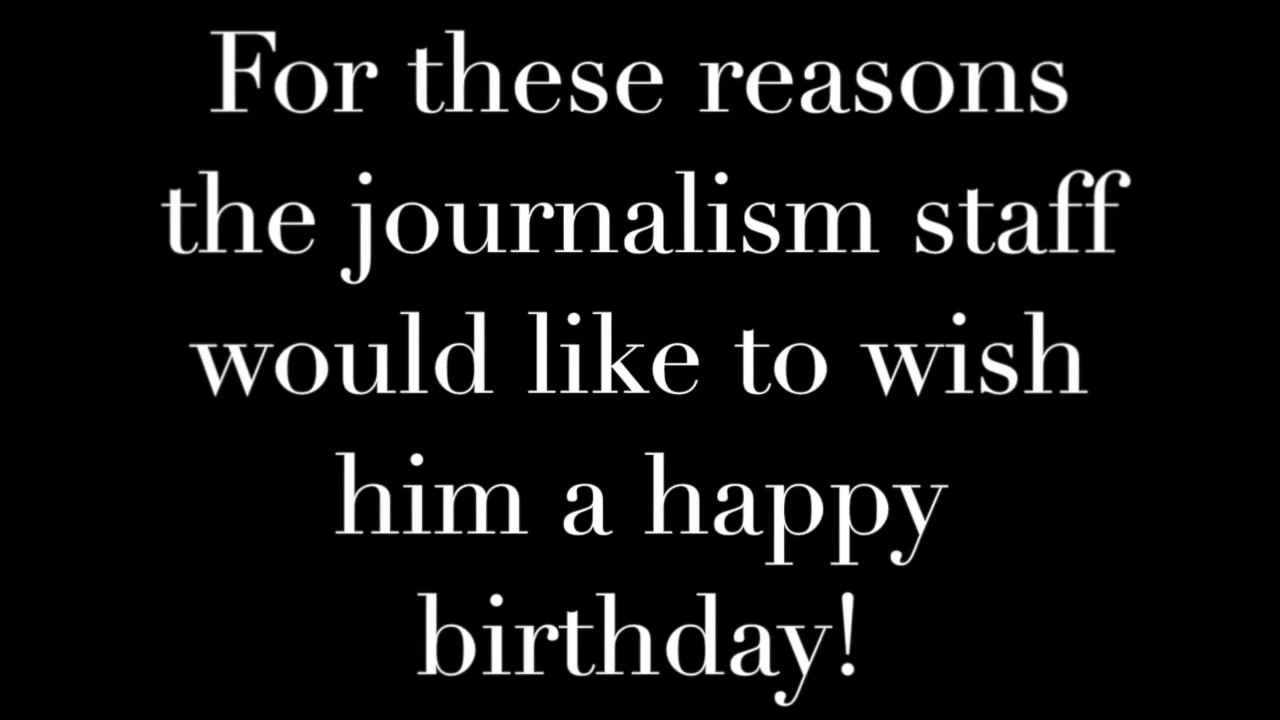 For these reasons
the journalism staff
would like to wish
him a happy
birthday!